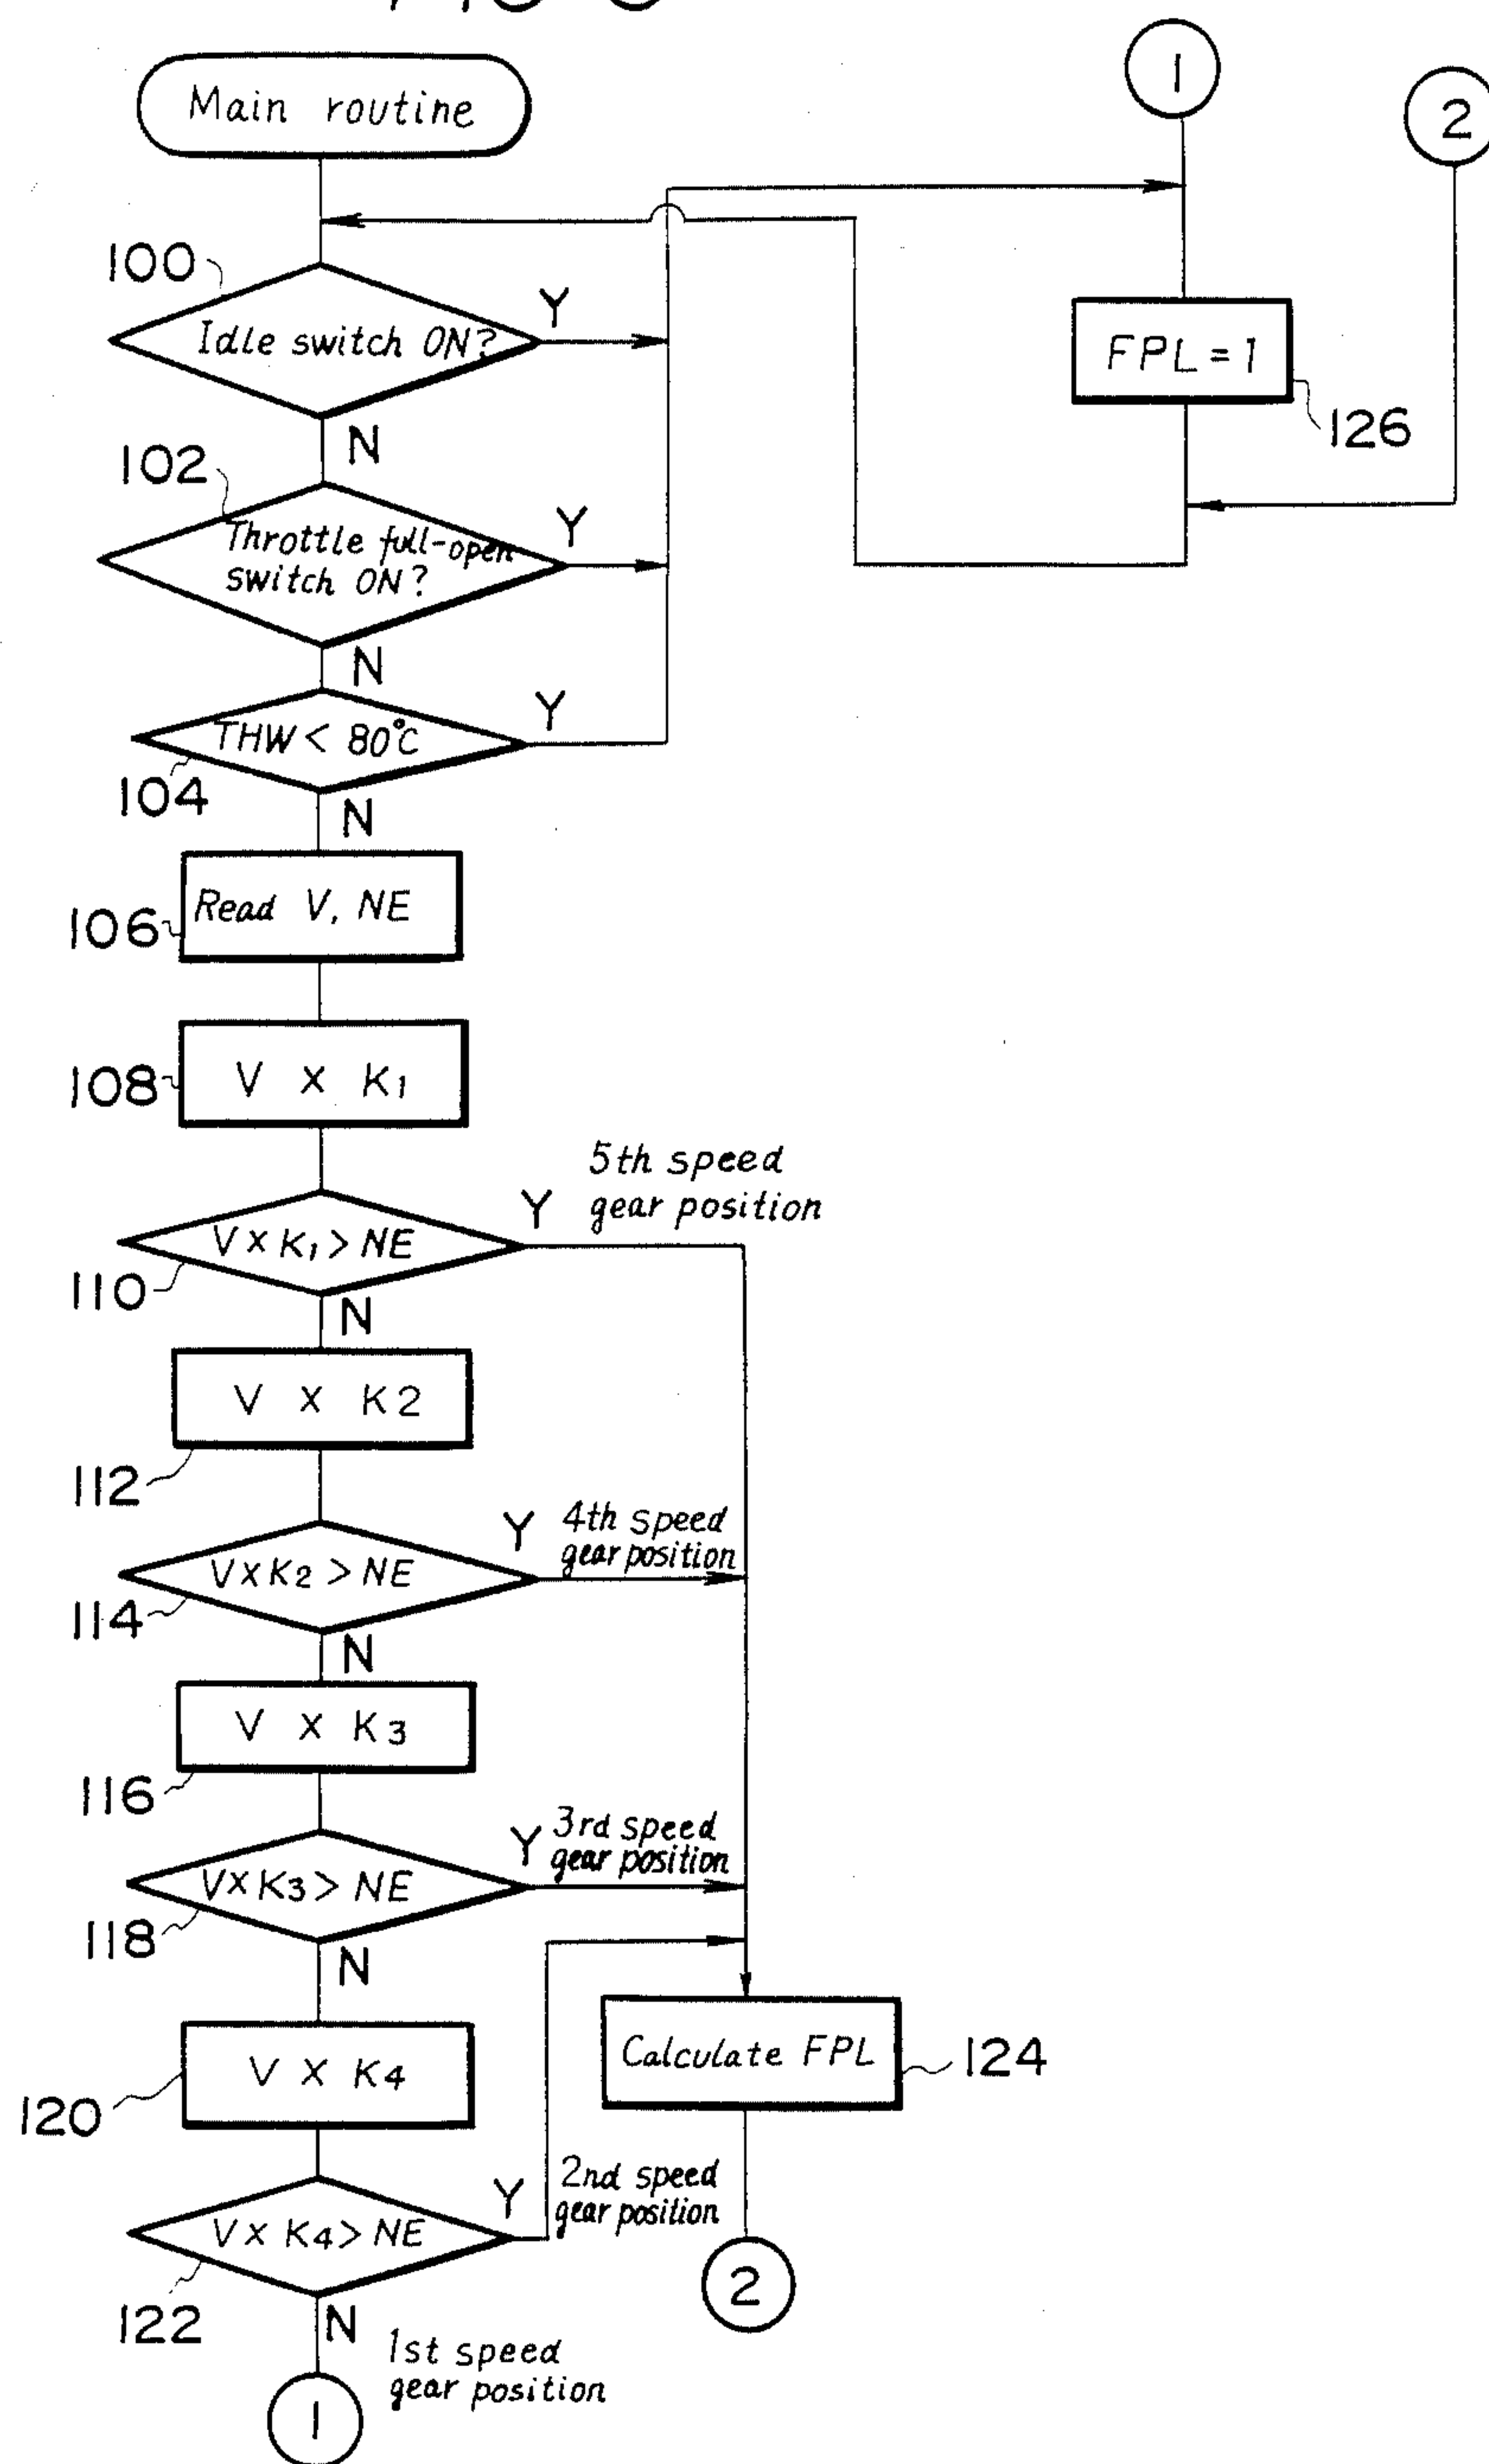 Main routine
1
2
100
Idle switch ON?
Y
N
FPL = 1
126
102
Throttle full-open
switch ON?
Y
N
THW < 80°C
Y
104
N
Read V, NE
106
V X K1
108
5th speed
gear position
V x K1 > NE
Y
110
N
V X K2
112
4th speed
gear position
V x K2 > NE
Y
114
N
V X K3
116
3rd speed
gear position
V x K3 > NE
Y
118
N
V X K4
120
Calculate FPL
124
2nd speed
gear position
V x K4 > NE
Y
122
2
N
1st speed
gear position
1